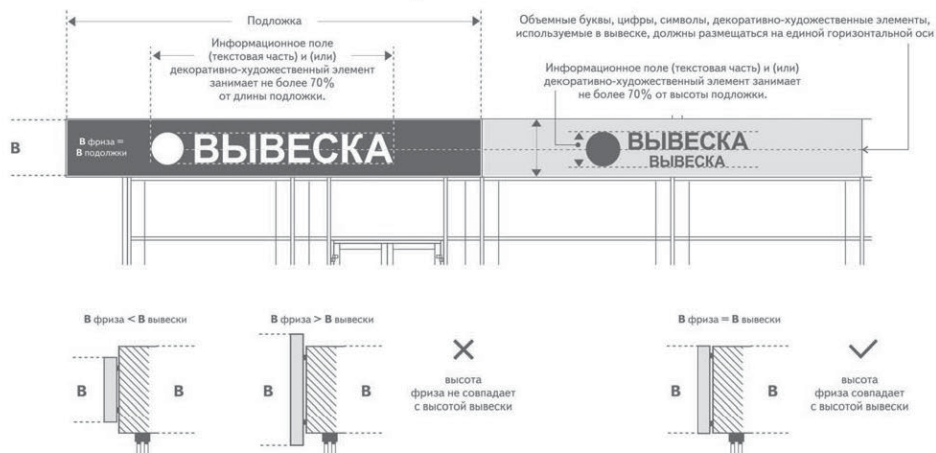 Подложка
Информационное поле
(текстовая часть) и (или)
декоративно-художественный элемент
занимает не более 70%
от длины подложки.
Объемные буквы, цифры, символы, декоративно-художественные элементы,
используемые в вывеске, должны размещаться на единой горизонтальной оси
Информационное поле (текстовая часть) и (или)
декоративно-художественный элемент занимает
не более 70% от высоты подложки.
В
В фриза =
В подолжки
ВЫВЕСКА
ВЫВЕСКА
ВЫВЕСКА
В фриза < В вывески
В фриза > В вывески
В фриза = В вывески
В
В
В
В
высота
фриза не совпадает
с высотой вывески
В
В
высота
фриза совпадает
с высотой вывески